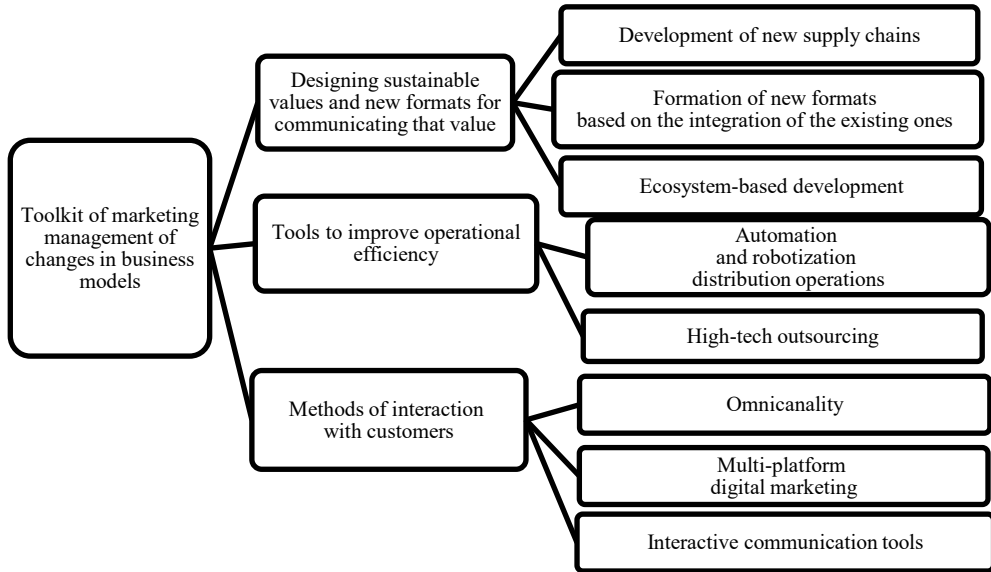 Toolkit of marketing
management of
changes in business
models
Designing sustainable
values and new formats for
communicating that value
Development of new supply chains
Formation of new formats
based on the integration of the existing ones
Ecosystem-based development
Tools to improve operational
efficiency
Automation
and robotization
distribution operations
High-tech outsourcing
Methods of interaction
with customers
Omnicanality
Multi-platform
digital marketing
Interactive communication tools